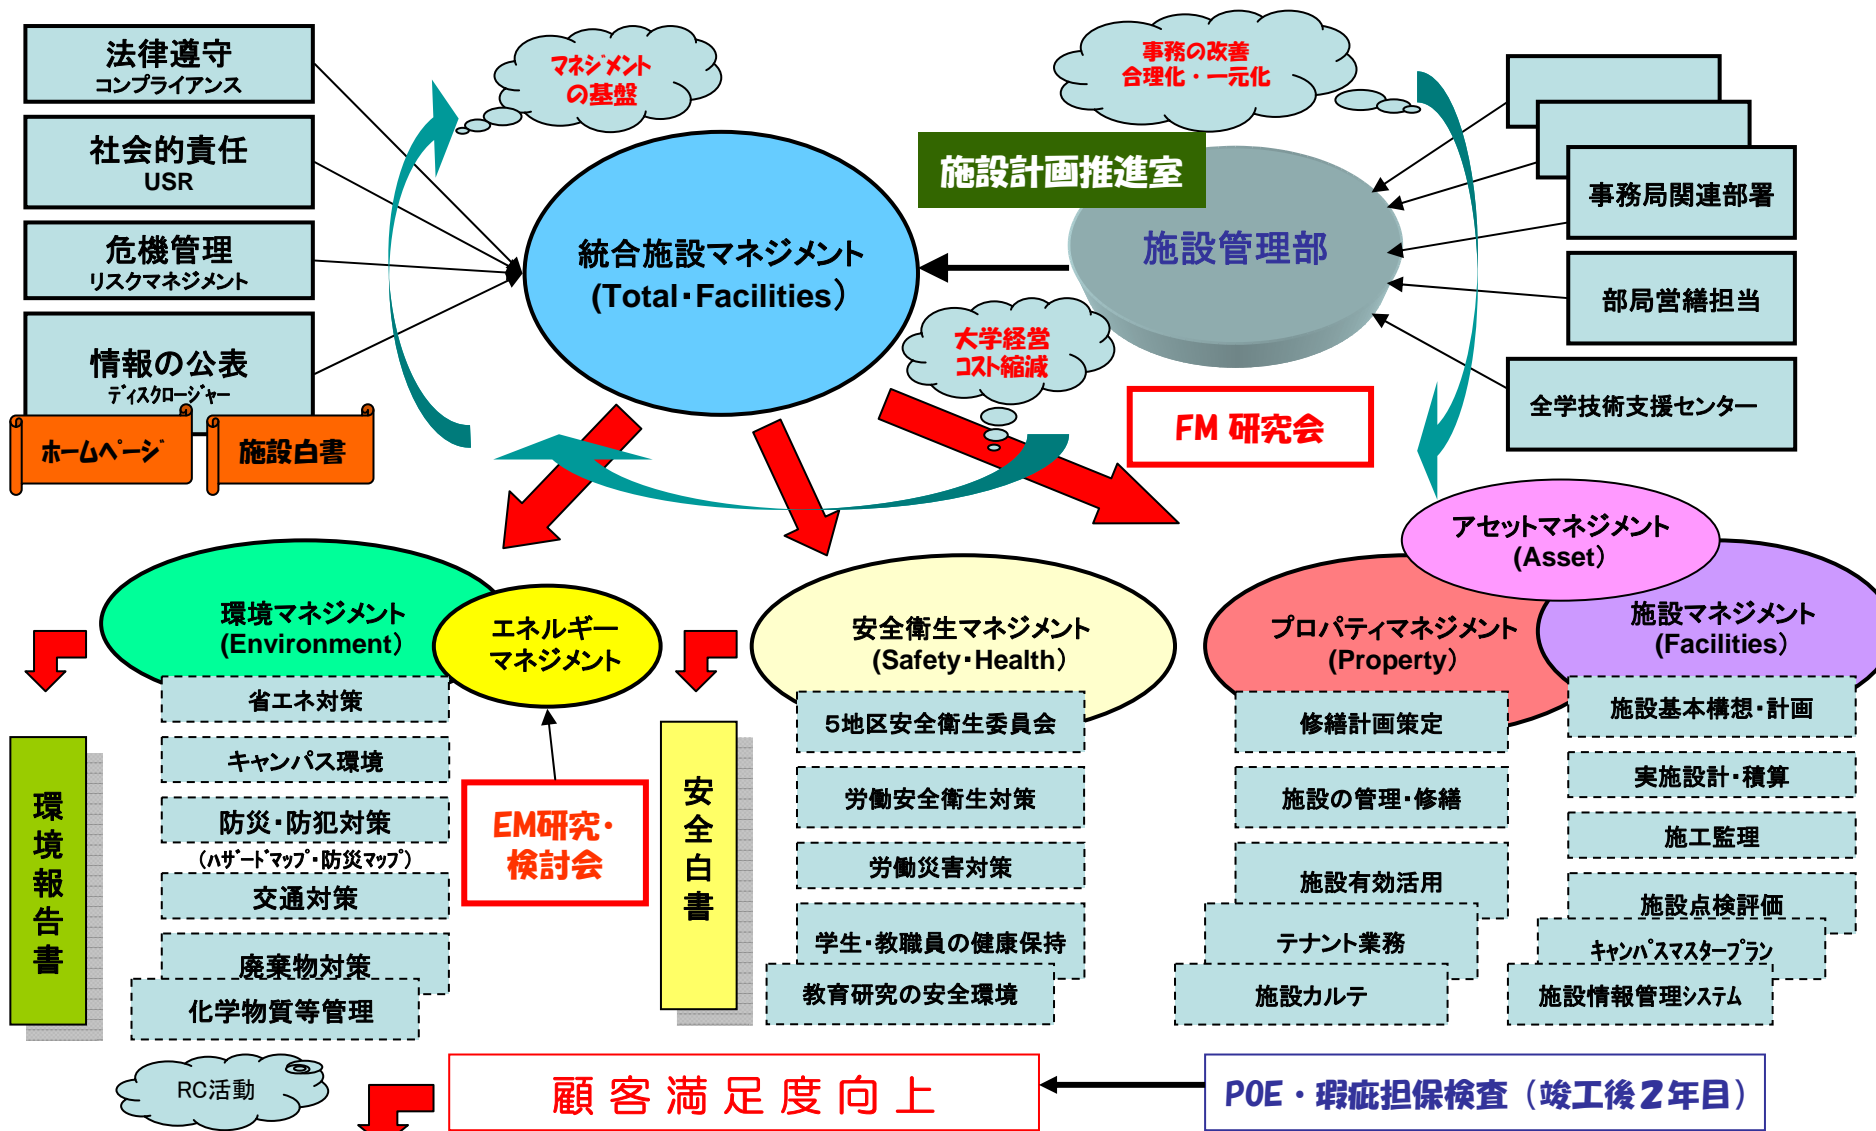 法律遵守
コンプライアンス
社会的責任
USR
危機管理
リスクマネジメント
情報の公表
ディスクロージャー
ホームページ
施設白書
マネジメント
の基盤
事務の改善
合理化・一元化
施設計画推進室
統合施設マネジメント
(Total・Facilities)
施設管理部
事務局関連部署
部局営繕担当
全学技術支援センター
大学経営
コスト縮減
FM 研究会
環境マネジメント
(Environment)
エネルギー
マネジメント
安全衛生マネジメント
(Safety・Health)
アセットマネジメント
(Asset)
プロパティマネジメント
(Property)
施設マネジメント
(Facilities)
環境報告書
省エネ対策
キャンパス環境
防災・防犯対策
(ハザードマップ・防災マップ)
交通対策
廃棄物対策
化学物質等管理
EM研究・
検討会
安全白書
5地区安全衛生委員会
労働安全衛生対策
労働災害対策
学生・教職員の健康保持
教育研究の安全環境
修繕計画策定
施設の管理・修繕
施設有効活用
テナント業務
施設カルテ
施設基本構想・計画
実施設計・積算
施工監理
施設点検評価
キャンパスマスタープラン
施設情報管理システム
RC活動
顧客満足度向上
POE・瑕疵担保検査（竣工後２年目）